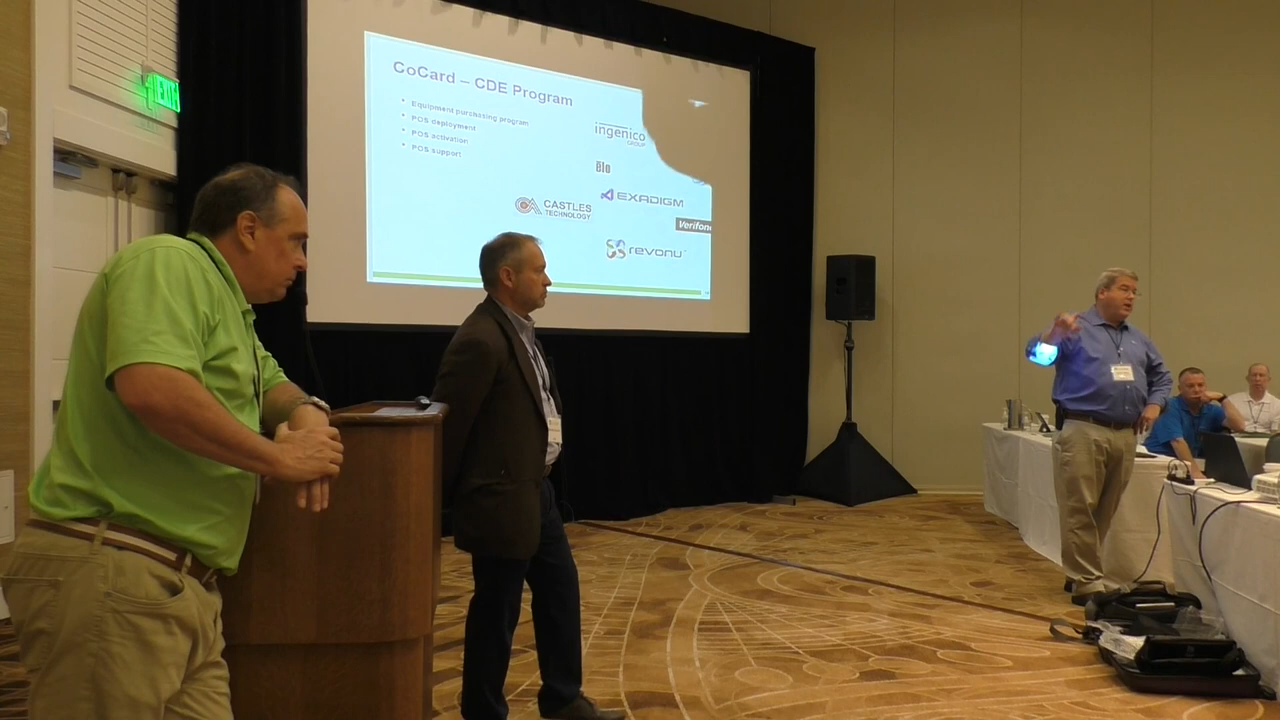 EXIT
CoCard – CDE Program
• Equipment purchasing program
• POS deployment
• POS activation
• POS support
ingenico
GROUP
EXADIGM
CASTLES
TECHNOLOGY
Verifone
revonu